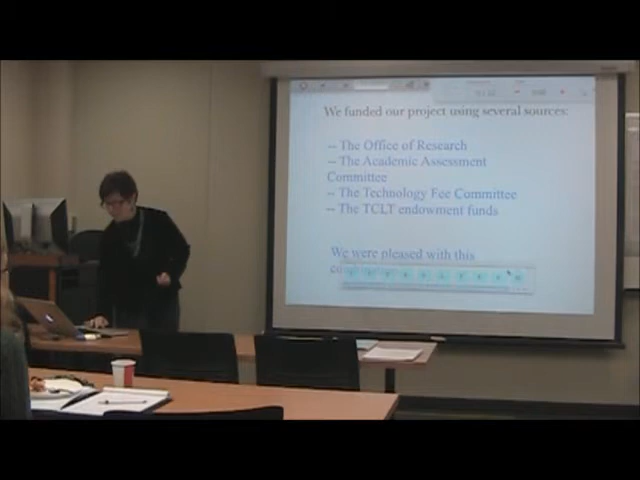 We funded our project using several sources:
-- The Office of Research
-- The Academic Assessment
Committee
-- The Technology Fee Committee
-- The TCLT endowment funds
We were pleased with this